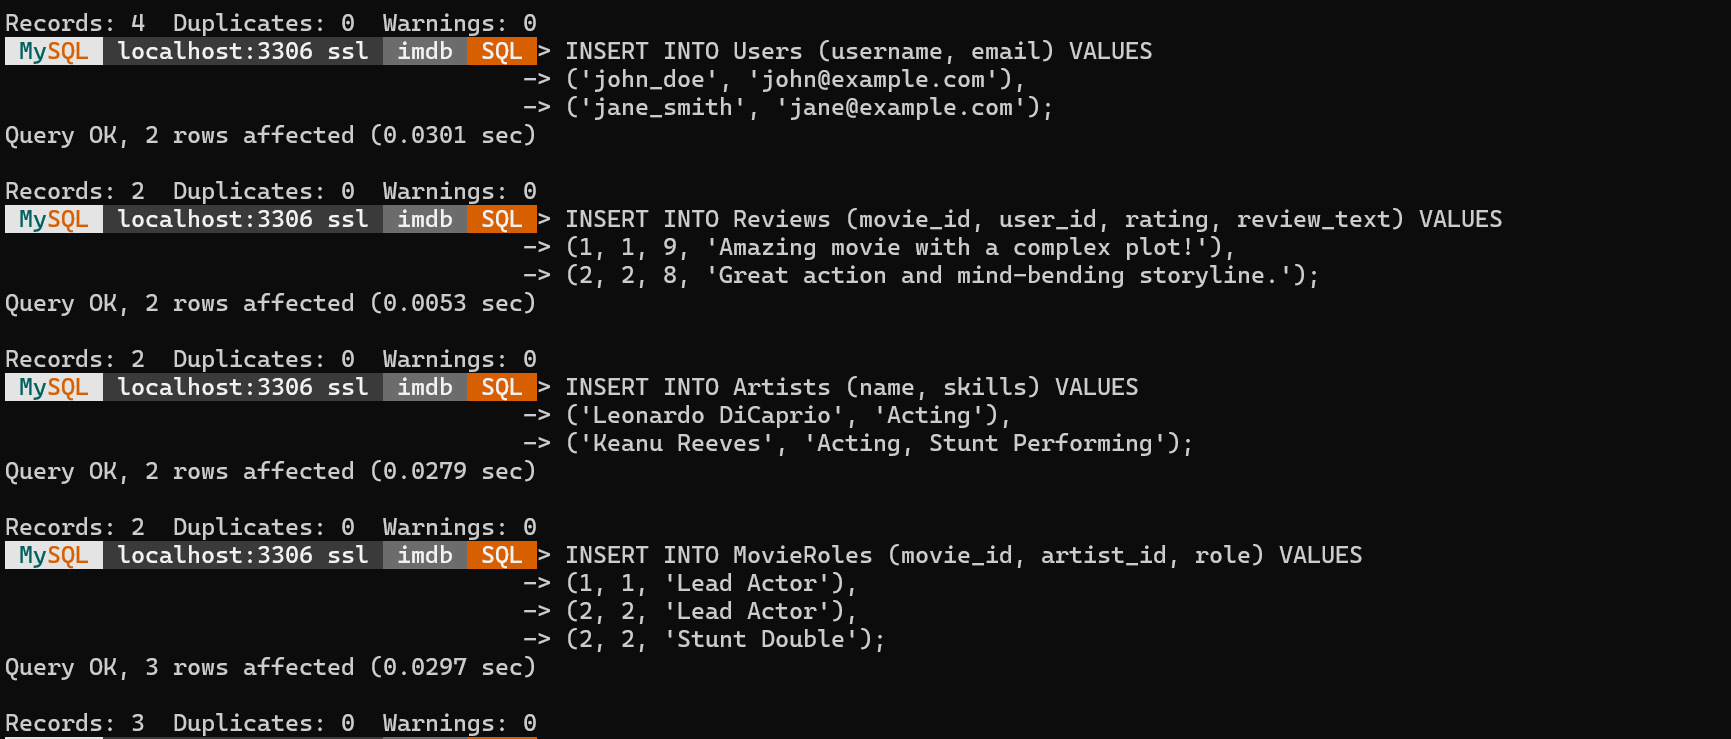 Records: 4  Duplicates: 0  Warnings: 0
MySQL  localhost:3306 ssl  imdb  SQL > INSERT INTO Users (username, email) VALUES
-> ('john_doe', 'john@example.com'),
-> ('jane_smith', 'jane@example.com');
Query OK, 2 rows affected (0.0301 sec)
Records: 2  Duplicates: 0  Warnings: 0
MySQL  localhost:3306 ssl  imdb  SQL > INSERT INTO Reviews (movie_id, user_id, rating, review_text) VALUES
-> (1, 1, 9, 'Amazing movie with a complex plot!'),
-> (2, 2, 8, 'Great action and mind-bending storyline.');
Query OK, 2 rows affected (0.0053 sec)
Records: 2  Duplicates: 0  Warnings: 0
MySQL  localhost:3306 ssl  imdb  SQL > INSERT INTO Artists (name, skills) VALUES
-> ('Leonardo DiCaprio', 'Acting'),
-> ('Keanu Reeves', 'Acting, Stunt Performing');
Query OK, 2 rows affected (0.0279 sec)
Records: 2  Duplicates: 0  Warnings: 0
MySQL  localhost:3306 ssl  imdb  SQL > INSERT INTO MovieRoles (movie_id, artist_id, role) VALUES
-> (1, 1, 'Lead Actor'),
-> (2, 2, 'Lead Actor'),
-> (2, 2, 'Stunt Double');
Query OK, 3 rows affected (0.0297 sec)
Records: 3  Duplicates: 0  Warnings: 0